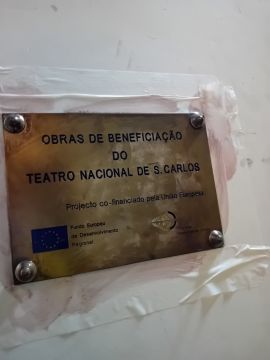 OBRAS DE BENEFICIAÇÃO
DO
TEATRO NACIONAL DE S. CARLOS
Projecto co-financiado pela União Europeia
Fundo Europeu
de Desenvolvimento
Regional